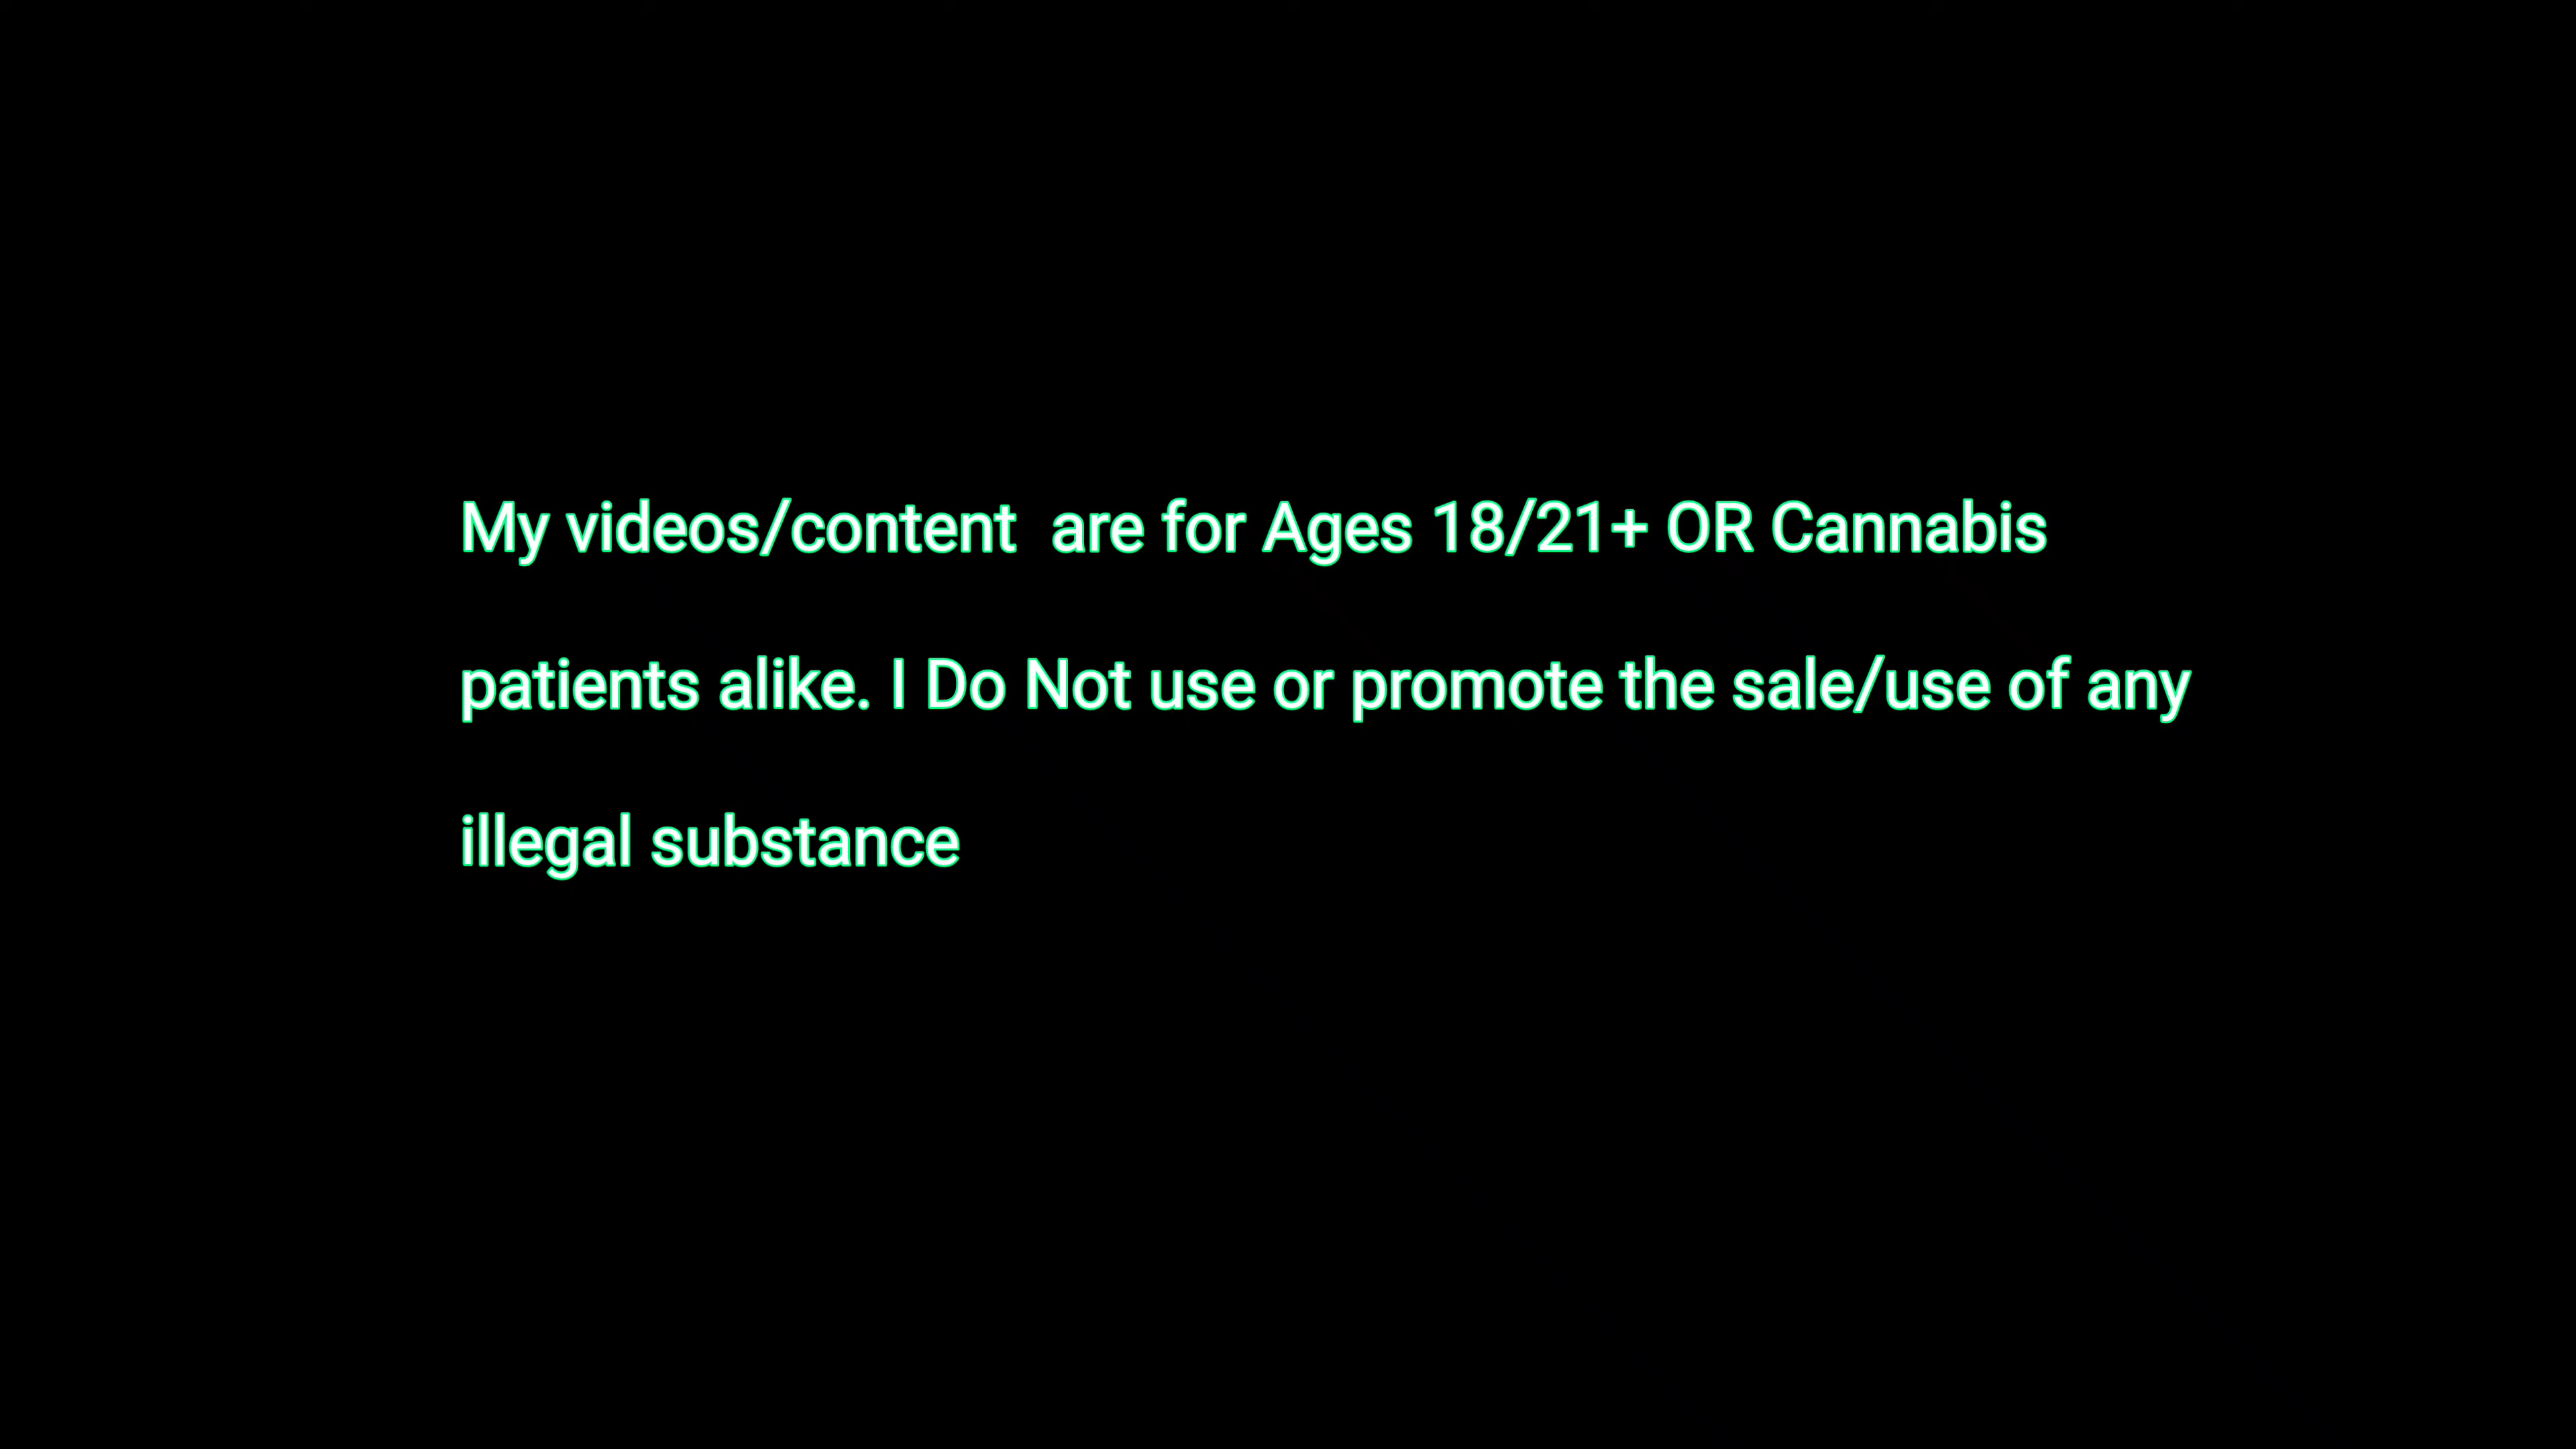 My videos/content  are for Ages 18/21+ OR Cannabis
patients alike. I Do Not use or promote the sale/use of any
illegal substance